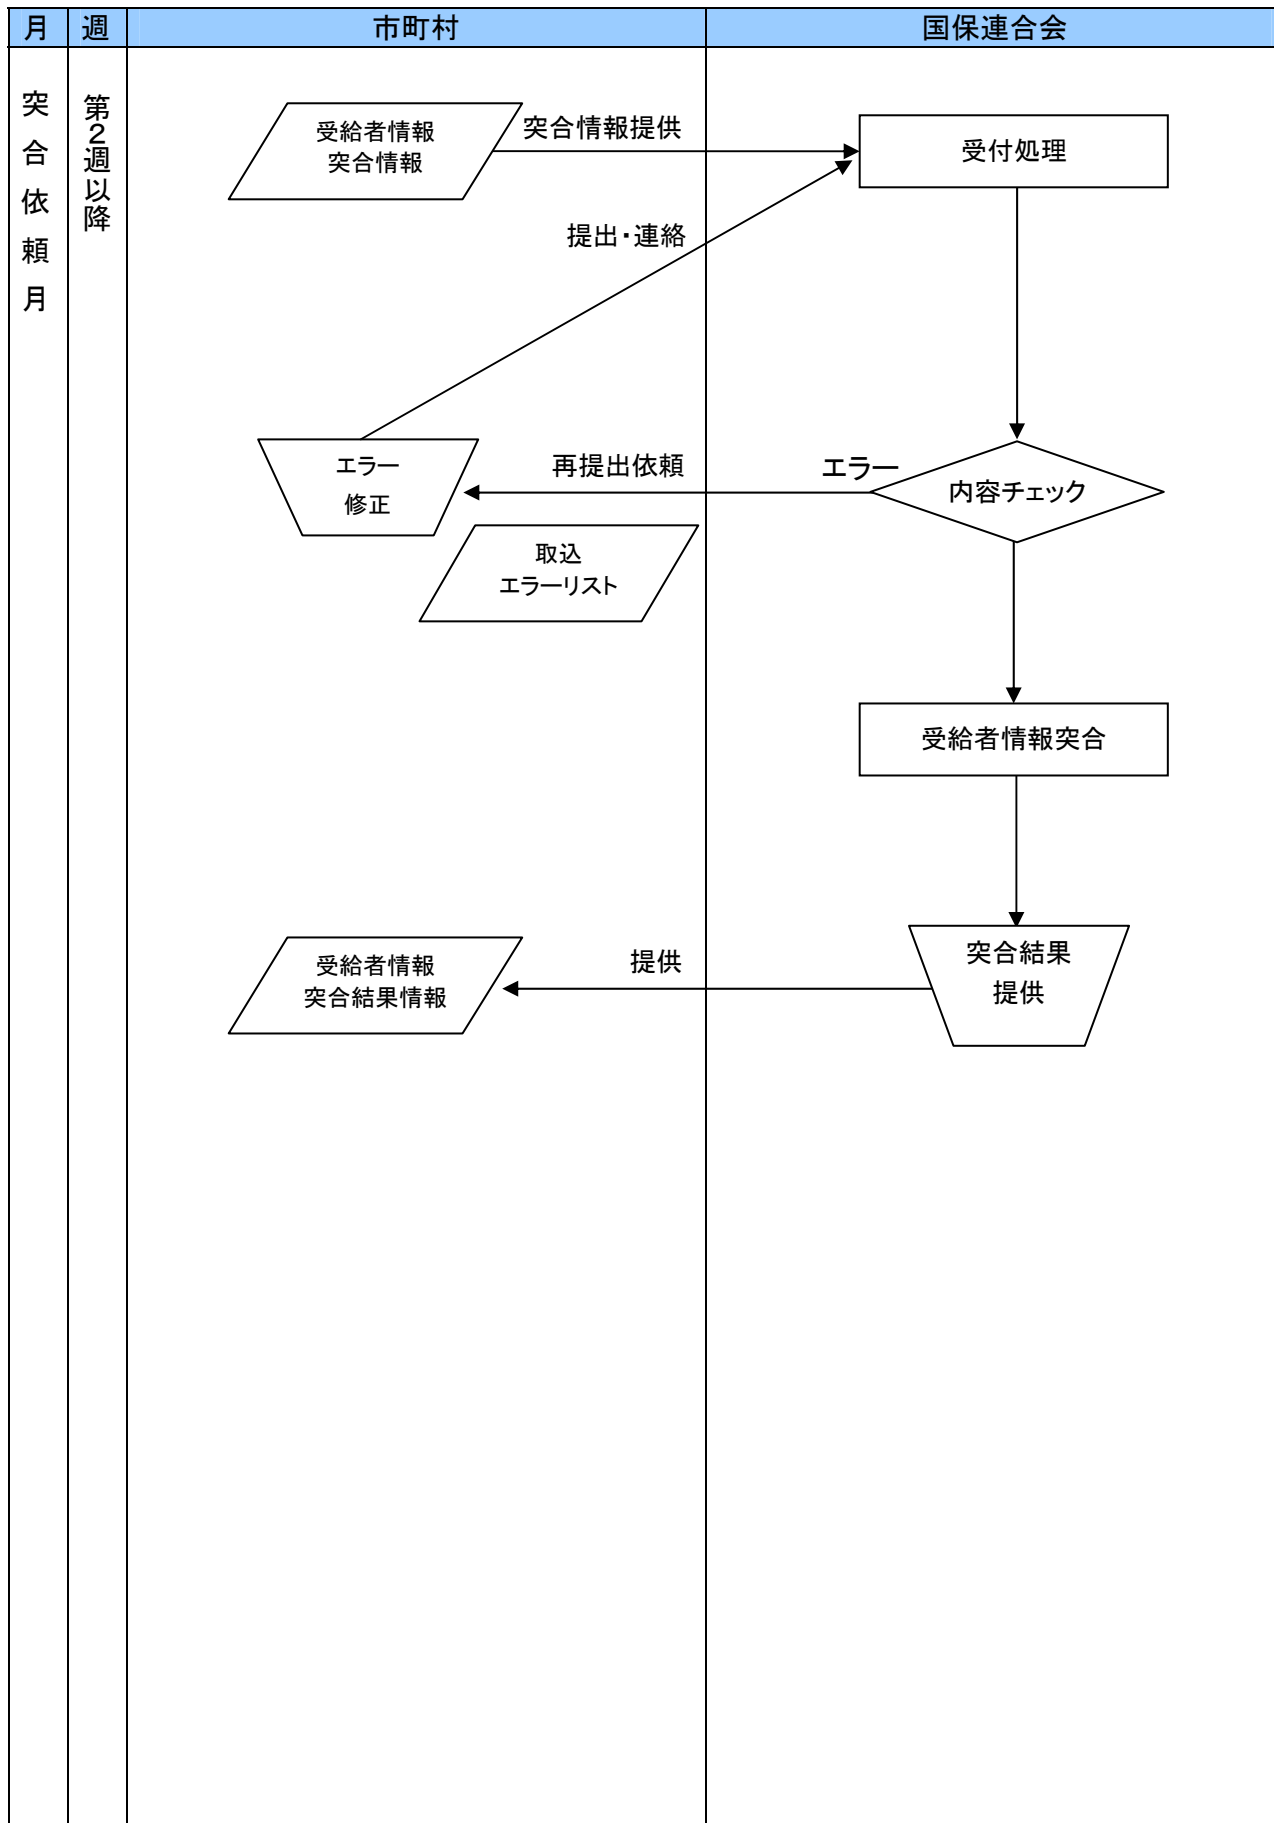 月 週 市町村 国保連合会
突合依頼月
第2週以降
受給者情報
突合情報
突合情報提供
受付処理
提出・連絡
エラー
修正
再提出依頼
エラー
内容チェック
取込
エラーリスト
受給者情報突合
受給者情報
突合結果情報
提供
突合結果
提供